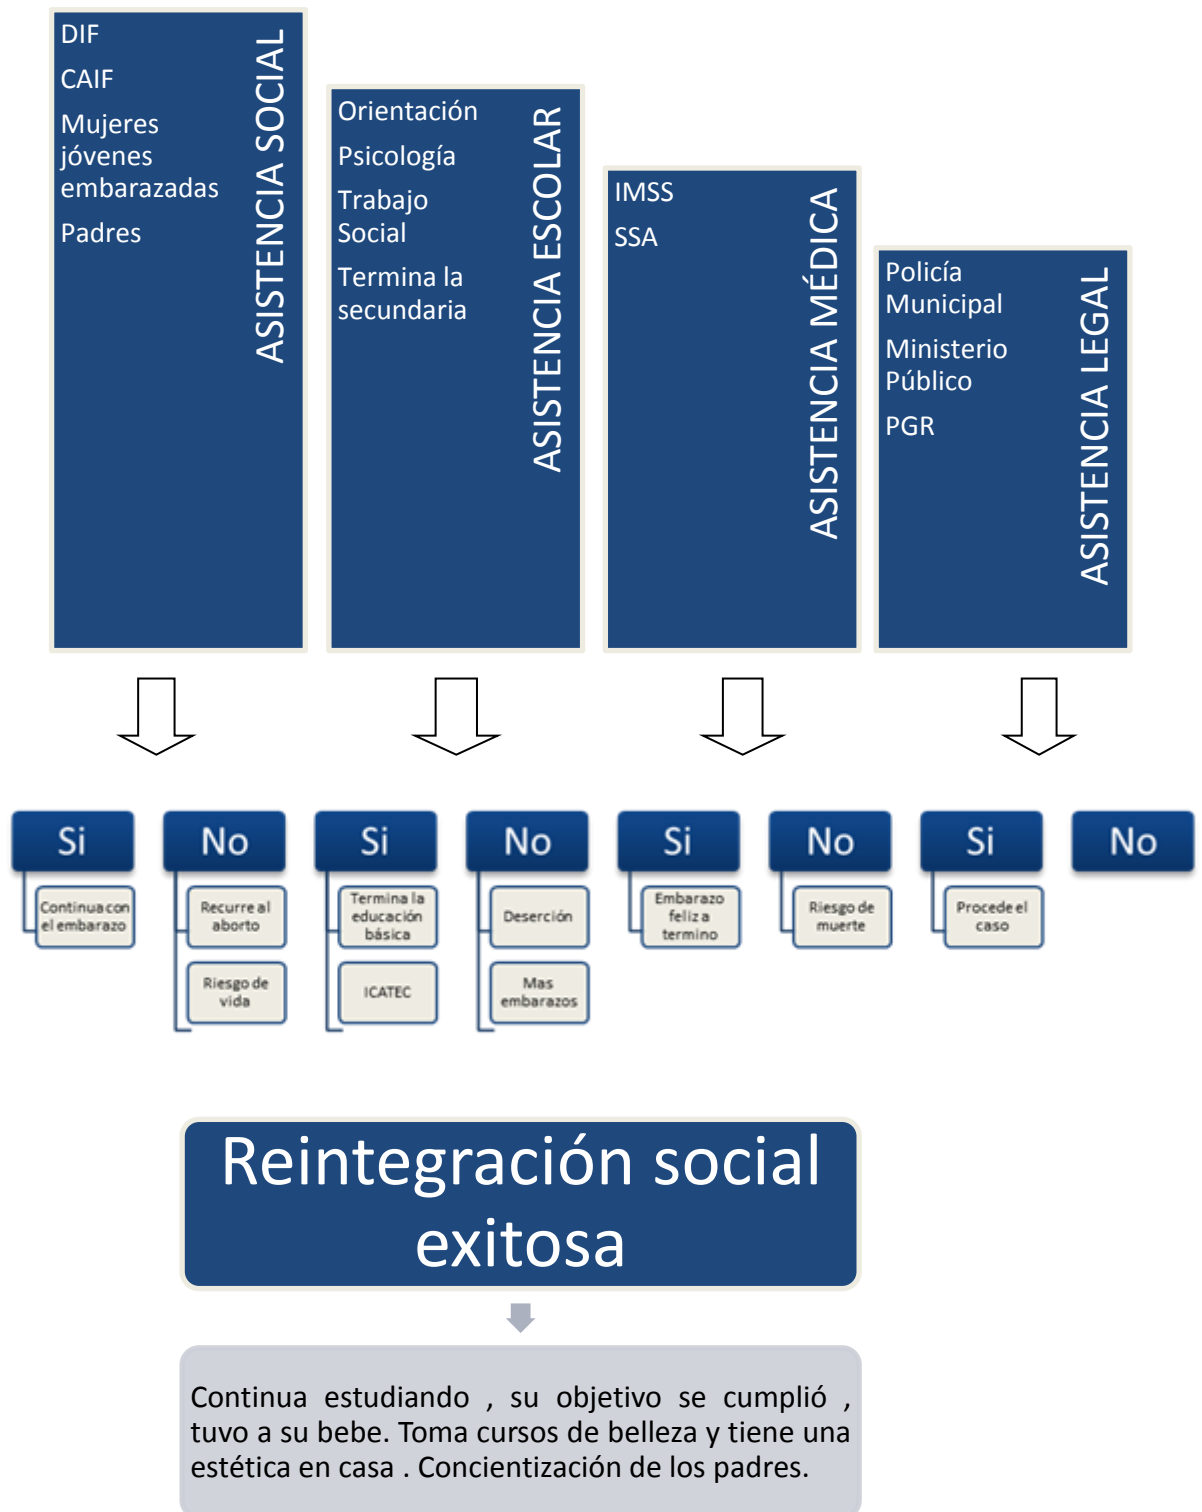 DIF
CAIF
Mujeres
jóvenes
embarazadas
Padres
ASISTENCIA SOCIAL
Orientación
Psicología
Trabajo
Social
Termina la
secundaria
ASISTENCIA ESCOLAR
IMSS
SSA
ASISTENCIA MÉDICA
Policía
Municipal
Ministerio
Público
PGR
ASISTENCIA LEGAL
Si
Continua con
el embarazo
No
Recurre al
aborto
Riesgo de
vida
Si
Termina la
educación
básica
ICATEC
No
Deserción
Mas
embarazos
Si
Embarazo
feliz a
termino
No
Riesgo de
muerte
Si
Procede el
caso
No
Reintegración social
exitosa
Continua estudiando , su objetivo se cumplió ,
tuvo a su bebe. Toma cursos de belleza y tiene una
estética en casa . Concientización de los padres.